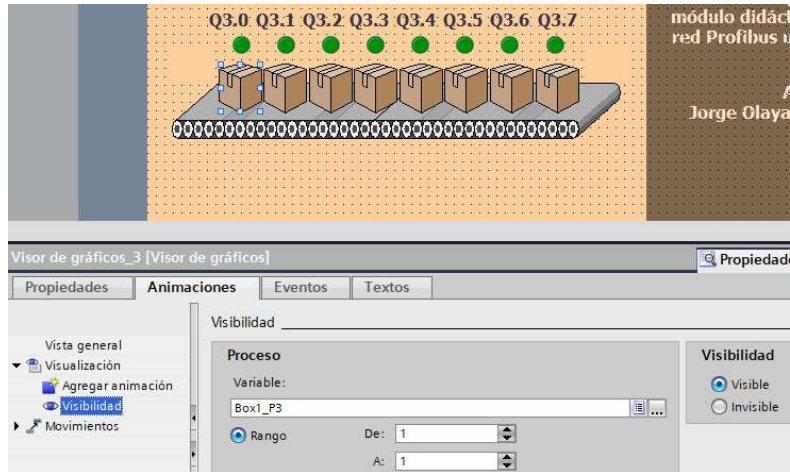 Q3.0 Q3.1 Q3.2 Q3.3 Q3.4 Q3.5 Q3.6 Q3.7
módulo
red Profibus
Jorge Olaya
Visor de gráficos_3 [Visor de gráficos]
Propiedades Animaciones Eventos Textos
Visibilidad
Vista general
Visualización
Agregar animación
Visibilidad
Movimientos
Proceso
Variable:
Box1_P3
...
Rango De: 1
A: 1
Visibilidad
Visible
Invisible